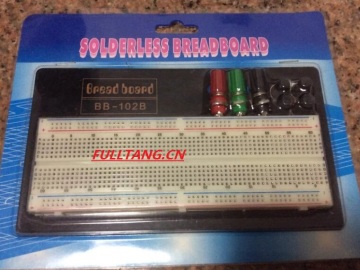 SOLDERLESS BREADBOARD
Bread board
BB-102B
FULLTANG.CN